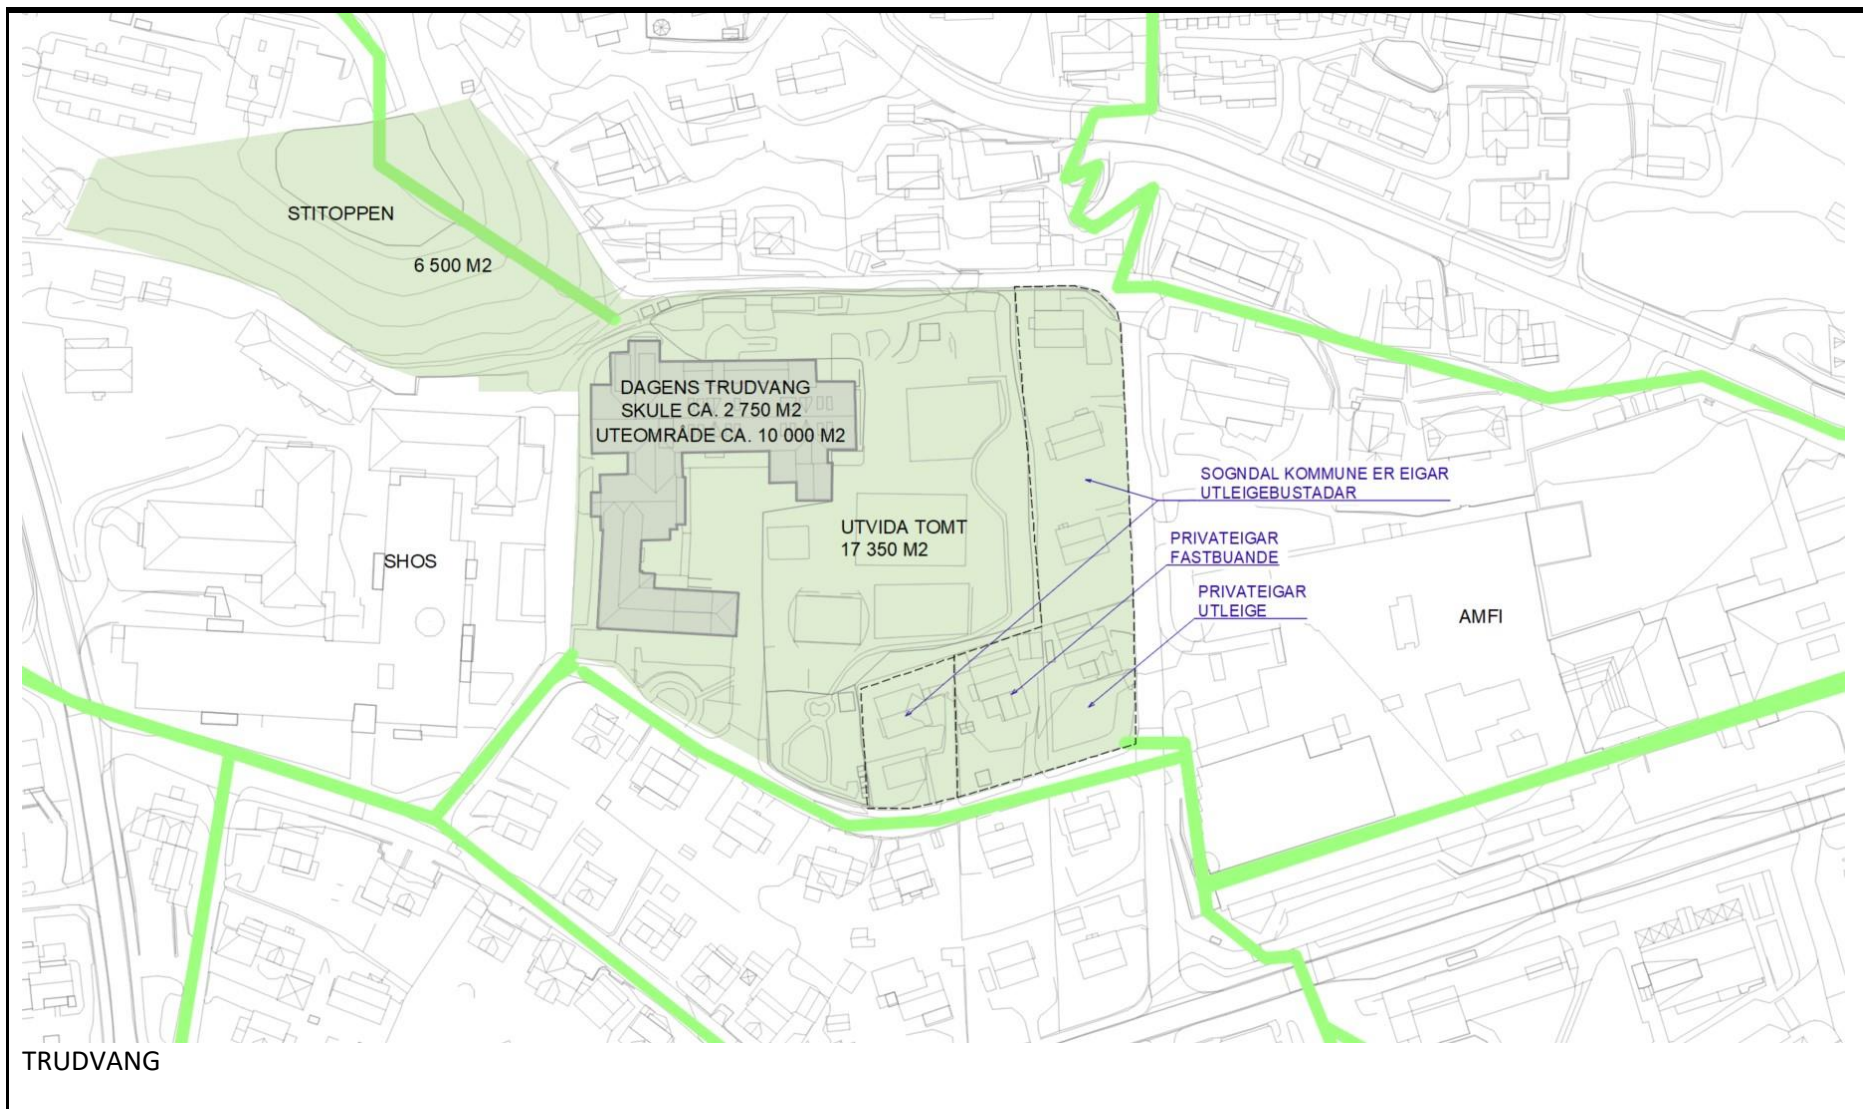 STITOPPEN
6 500 M2
DAGENS TRUDVANG
SKULE CA. 2 750 M2
UTEOMRÅDE CA. 10 000 M2
SOGNDAL KOMMUNE ER EIGAR
UTLEIGEBUSTADAR
UTVIDA TOMT
17 350 M2
PRIVATEIGAR
FASTBUANDE
SHOS
PRIVATEIGAR
UTLEIGE
AMFI
TRUDVANG